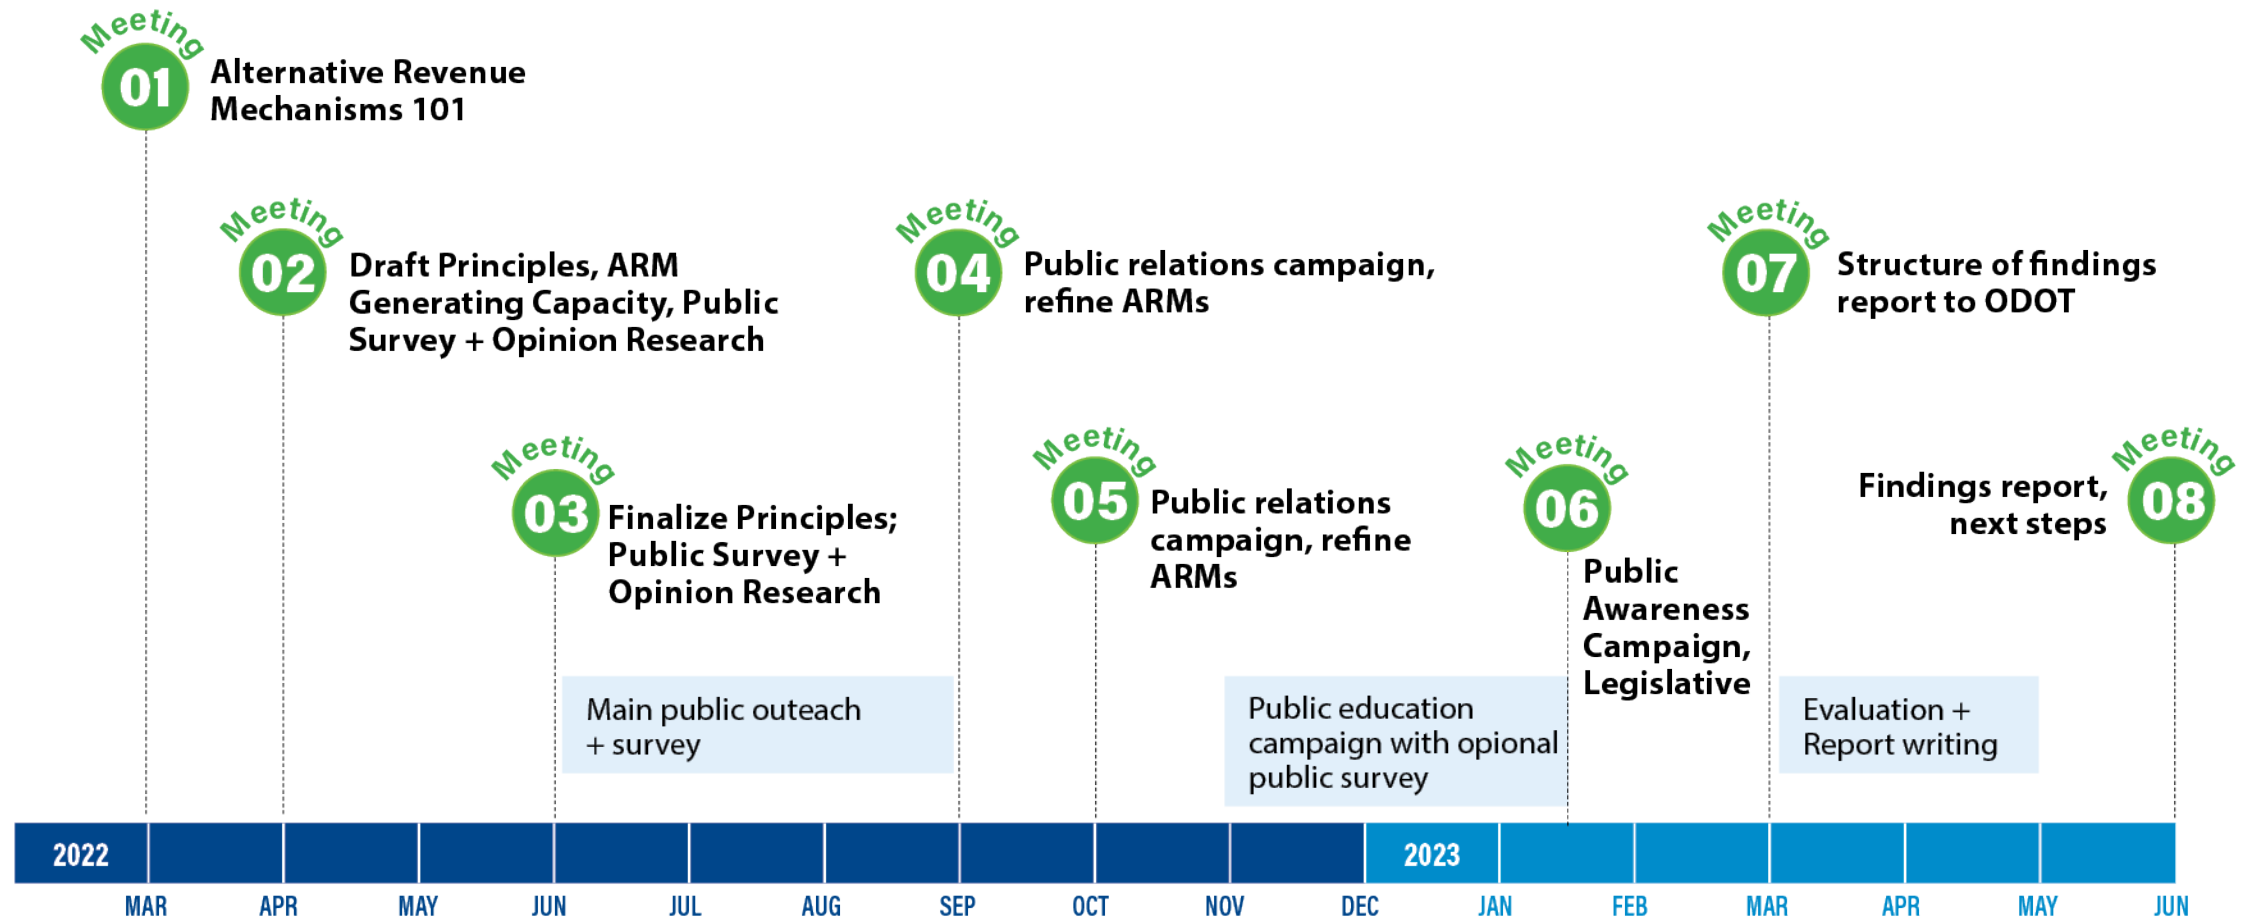 Meeting
01
Alternative Revenue
Mechanisms 101
Meeting
02
Draft Principles, ARM
Generating Capacity, Public
Survey + Opinion Research
Meeting
03
Finalize Principles;
Public Survey +
Opinion Research
Meeting
04
Public relations campaign,
refine ARMs
Meeting
05
Public relations
campaign, refine
ARMs
Meeting
06
Public
Awareness
Campaign,
Legislative
Meeting
07
Structure of findings
report to ODOT
Meeting
08
Findings report,
next steps
Main public outeach
+ survey
Public education
campaign with opional
public survey
Evaluation +
Report writing
2022
2023
MAR
APR
MAY
JUN
JUL
AUG
SEP
OCT
NOV
DEC
JAN
FEB
MAR
APR
MAY
JUN